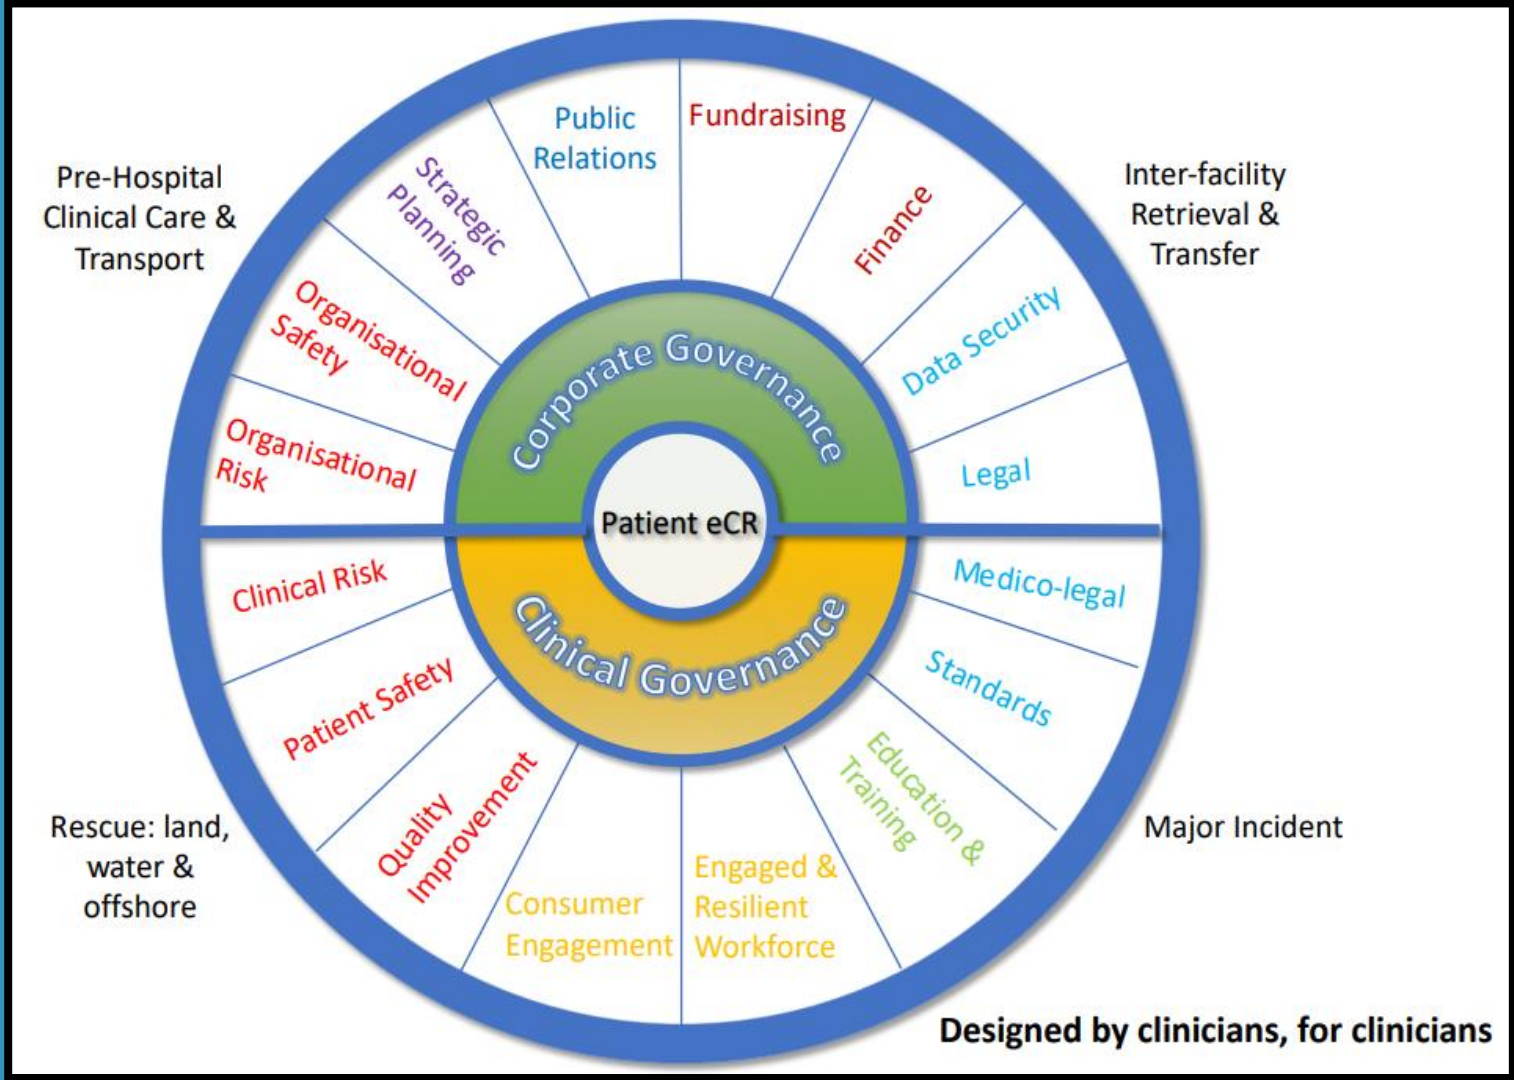 Pre-Hospital
Clinical Care &
Transport
Inter-facility
Retrieval &
Transfer
Public
Relations
Fundraising
Strategic
Planning
Finance
Organisational
Safety
Data Security
Organisational
Risk
Legal
Corporate Governance
Patient eCR
Clinical Governance
Clinical Risk
Medico-legal
Patient Safety
Standards
Quality
Improvement
Education &
Training
Consumer
Engagement
Engaged &
Resilient
Workforce
Rescue: land,
water &
offshore
Major Incident
Designed by clinicians, for clinicians